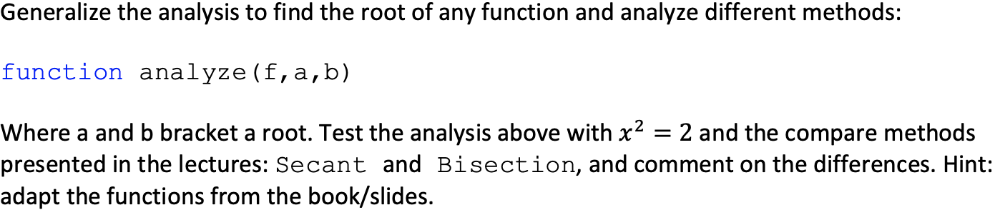 Generalize the analysis to find the root of any function and analyze different methods:
function analyze(f,a,b)
Where a and b bracket a root. Test the analysis above with x² = 2 and the compare methods
presented in the lectures: Secant and Bisection, and comment on the differences. Hint:
adapt the functions from the book/slides.